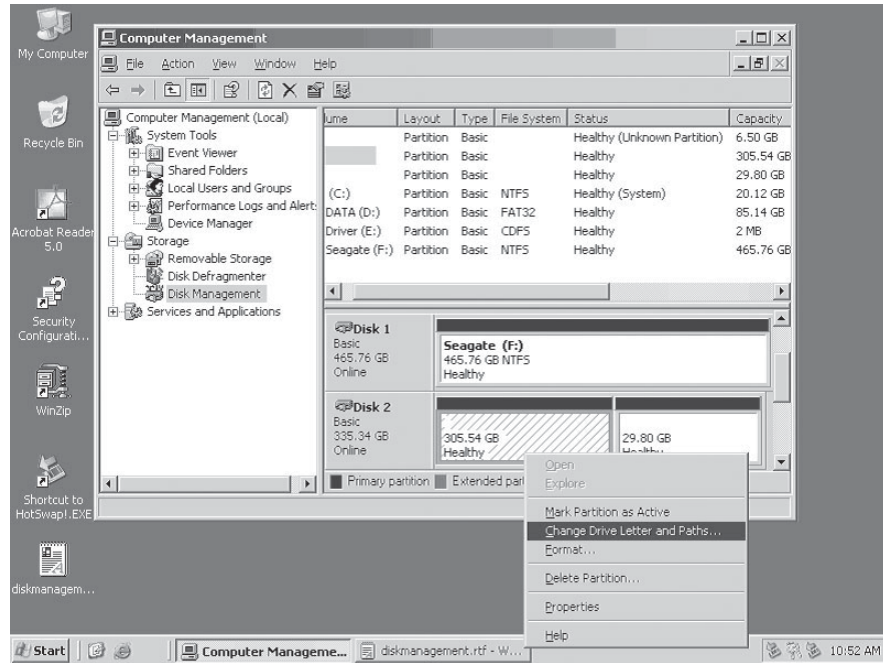 My Computer
Recycle Bin
Acrobat Reader
5.0
Security
Configurati...
WinZip
Shortcut to
HotSwap!.EXE
diskmanagem...
Computer Management
File Action View Window Help
Computer Management (Local)
System Tools
Event Viewer
Shared Folders
Local Users and Groups
Performance Logs and Alert:
Device Manager
Storage
Removable Storage
Disk Defragmenter
Disk Management
Services and Applications
lume Layout Type File System Status Capacity
Partition Basic Healthy (Unknown Partition) 6.50 GB
Partition Basic Healthy 305.54 GB
Partition Basic Healthy 29.80 GB
(C:) Partition Basic NTFS Healthy (System) 20.12 GB
DATA (D:) Partition Basic FAT32 Healthy 85.14 GB
Driver (E:) Partition Basic CDFS Healthy 2 MB
Seagate (F:) Partition Basic NTFS Healthy 465.76 GB
Disk 1
Basic
465.76 GB
Online
Seagate (F:)
465.76 GB NTFS
Healthy
Disk 2
Basic
335.34 GB
Online
305.54 GB
Healthy
29.80 GB
Healthy
Primary partition Extended part
Open
Explore
Mark Partition as Active
Change Drive Letter and Paths...
Format...
Delete Partition...
Properties
Help
Start Computer Manageme... diskmanagement.rtf - W... 10:52 AM